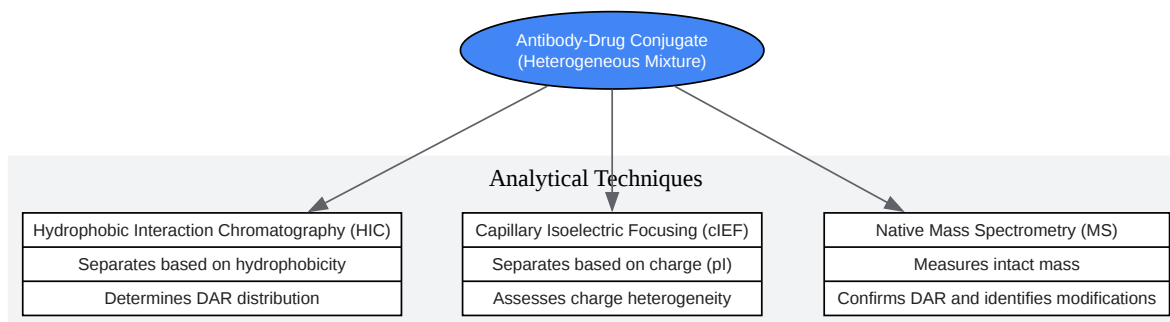 Antibody-Drug Conjugate
(Heterogeneous Mixture)
Analytical Techniques
Hydrophobic Interaction Chromatography (HIC)
Separates based on hydrophobicity
Determines DAR distribution
Capillary Isoelectric Focusing (cIEF)
Separates based on charge (pI)
Assesses charge heterogeneity
Native Mass Spectrometry (MS)
Measures intact mass
Confirms DAR and identifies modifications